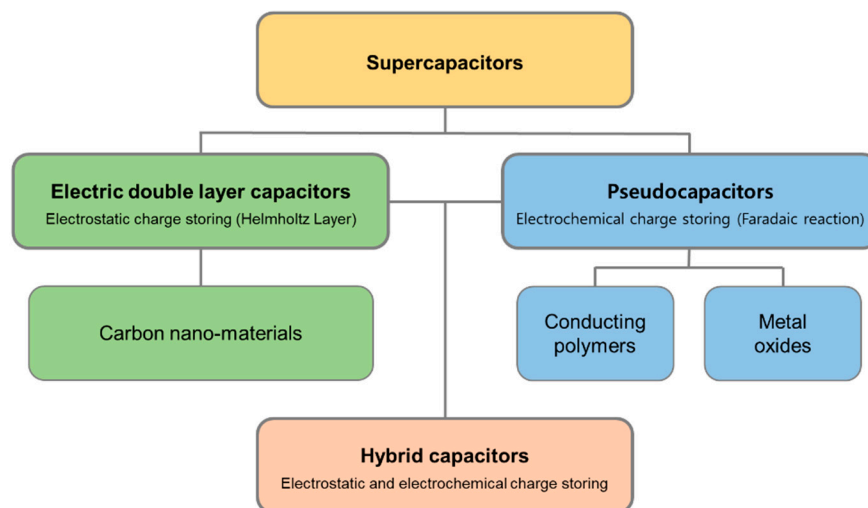 Supercapacitors
Electric double layer capacitors
Electrostatic charge storing (Helmholtz Layer)
Pseudocapacitors
Electrochemical charge storing (Faradaic reaction)
Carbon nano-materials
Conducting
polymers
Metal
oxides
Hybrid capacitors
Electrostatic and electrochemical charge storing